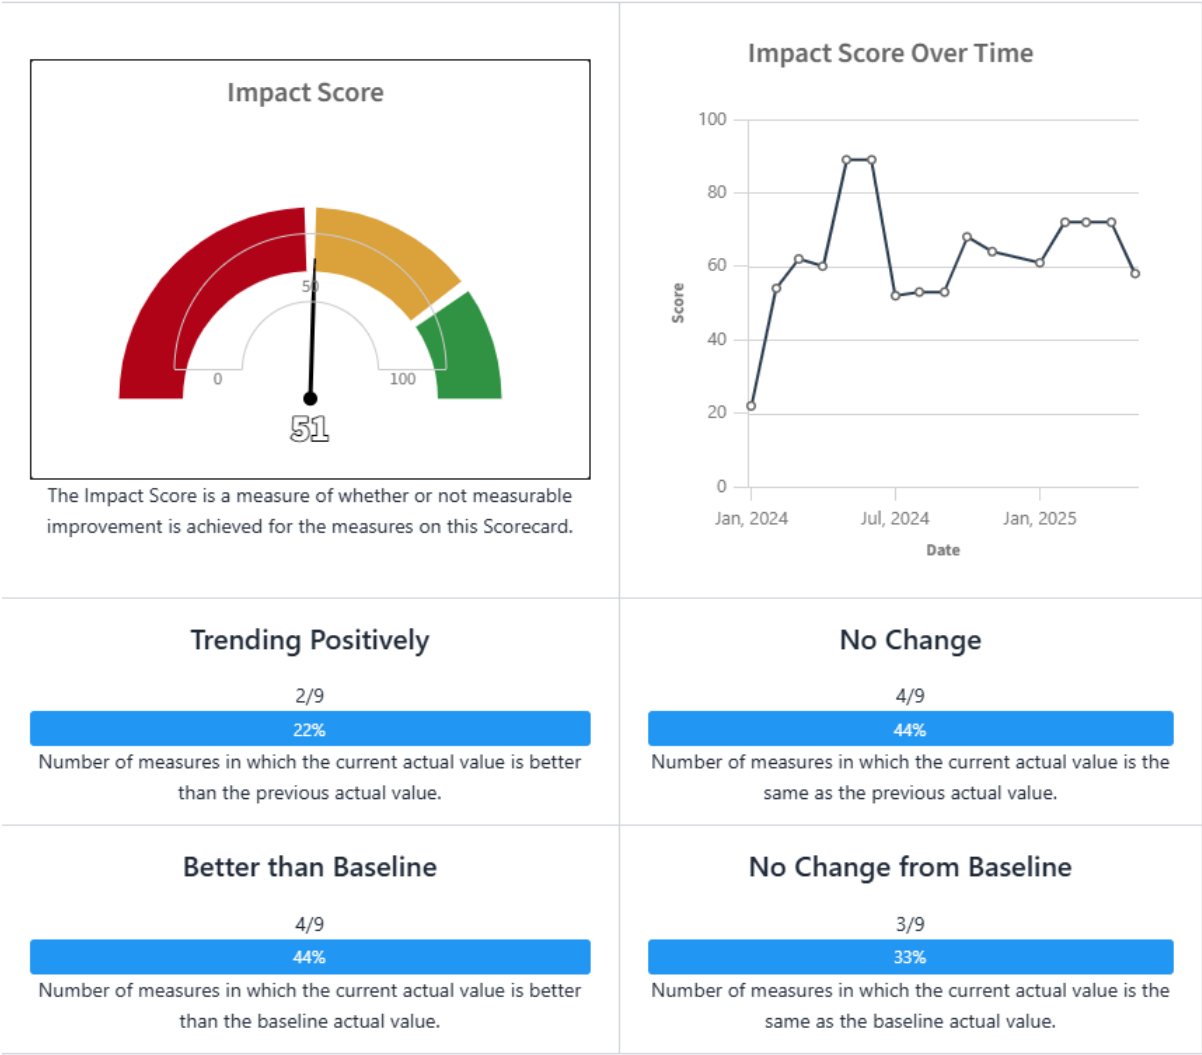 Impact Score
50
0
100
51
The Impact Score is a measure of whether or not measurable
improvement is achieved for the measures on this Scorecard.
Impact Score Over Time
100
80
60
40
20
0
Score
Jan, 2024
Jul, 2024
Jan, 2025
Date
Trending Positively
2/9
22%
Number of measures in which the current actual value is better
than the previous actual value.
No Change
4/9
44%
Number of measures in which the current actual value is the
same as the previous actual value.
Better than Baseline
4/9
44%
Number of measures in which the current actual value is better
than the baseline actual value.
No Change from Baseline
3/9
33%
Number of measures in which the current actual value is the
same as the baseline actual value.